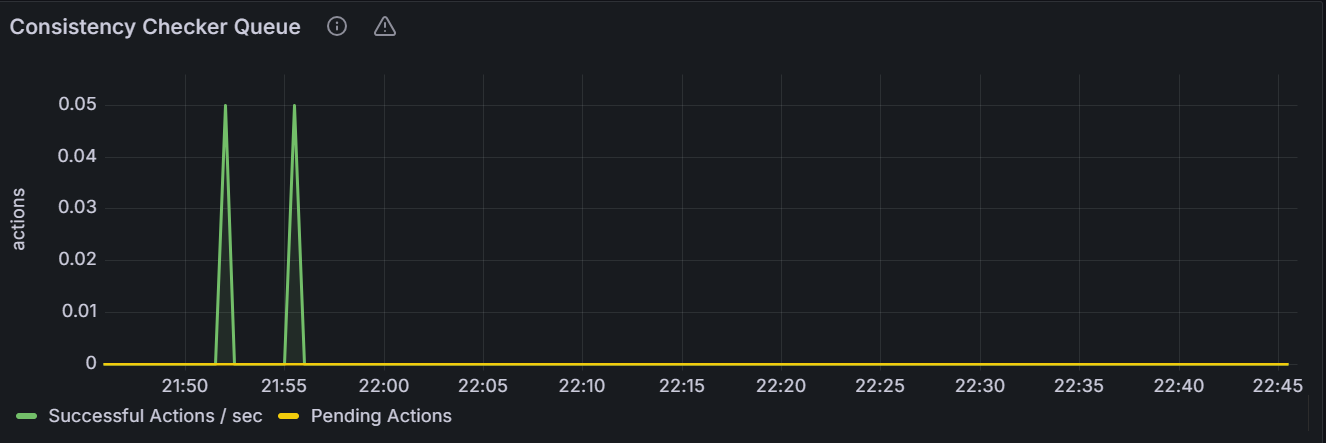 Consistency Checker Queue
actions
0.05
0.04
0.03
0.02
0.01
0
21:50 21:55 22:00 22:05 22:10 22:15 22:20 22:25 22:30 22:35 22:40 22:45
Successful Actions / sec Pending Actions